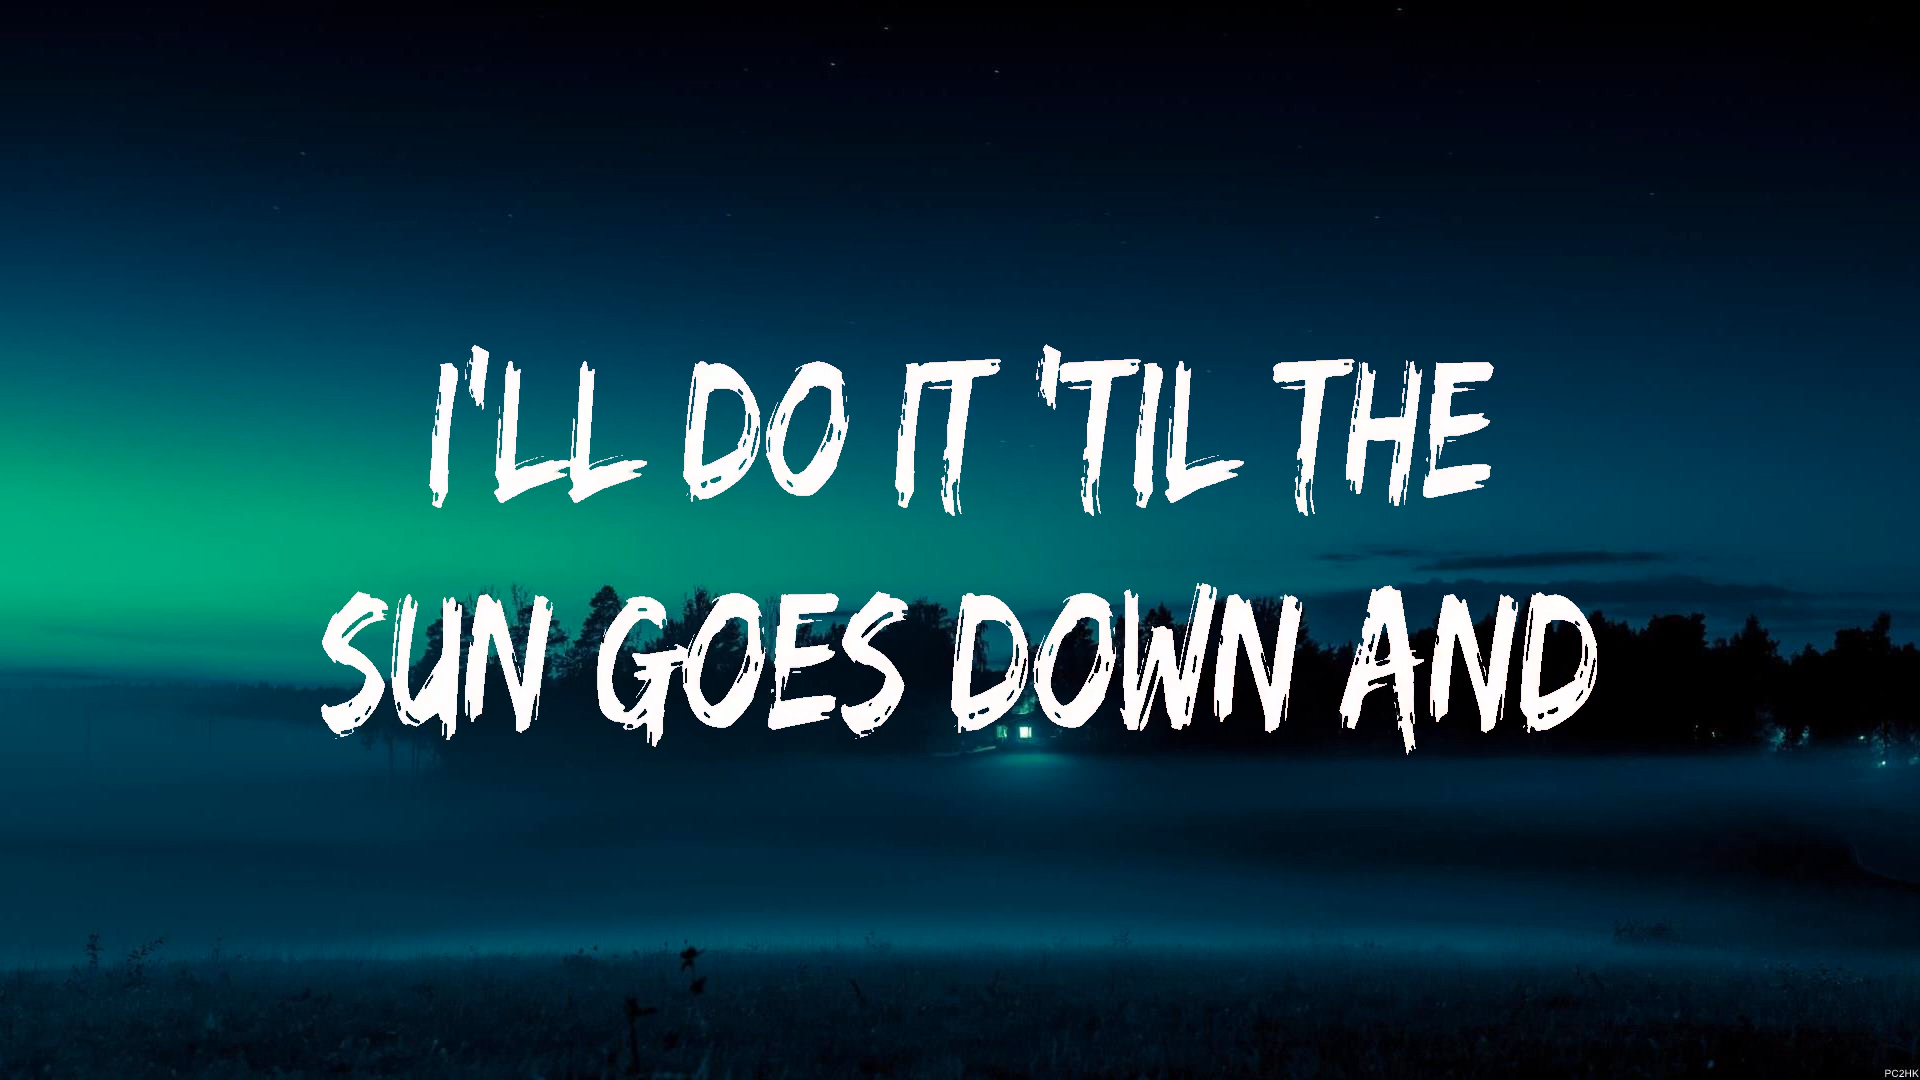 I'LL DO IT 'TIL THE
SUN GOES DOWN AND
PC2HK